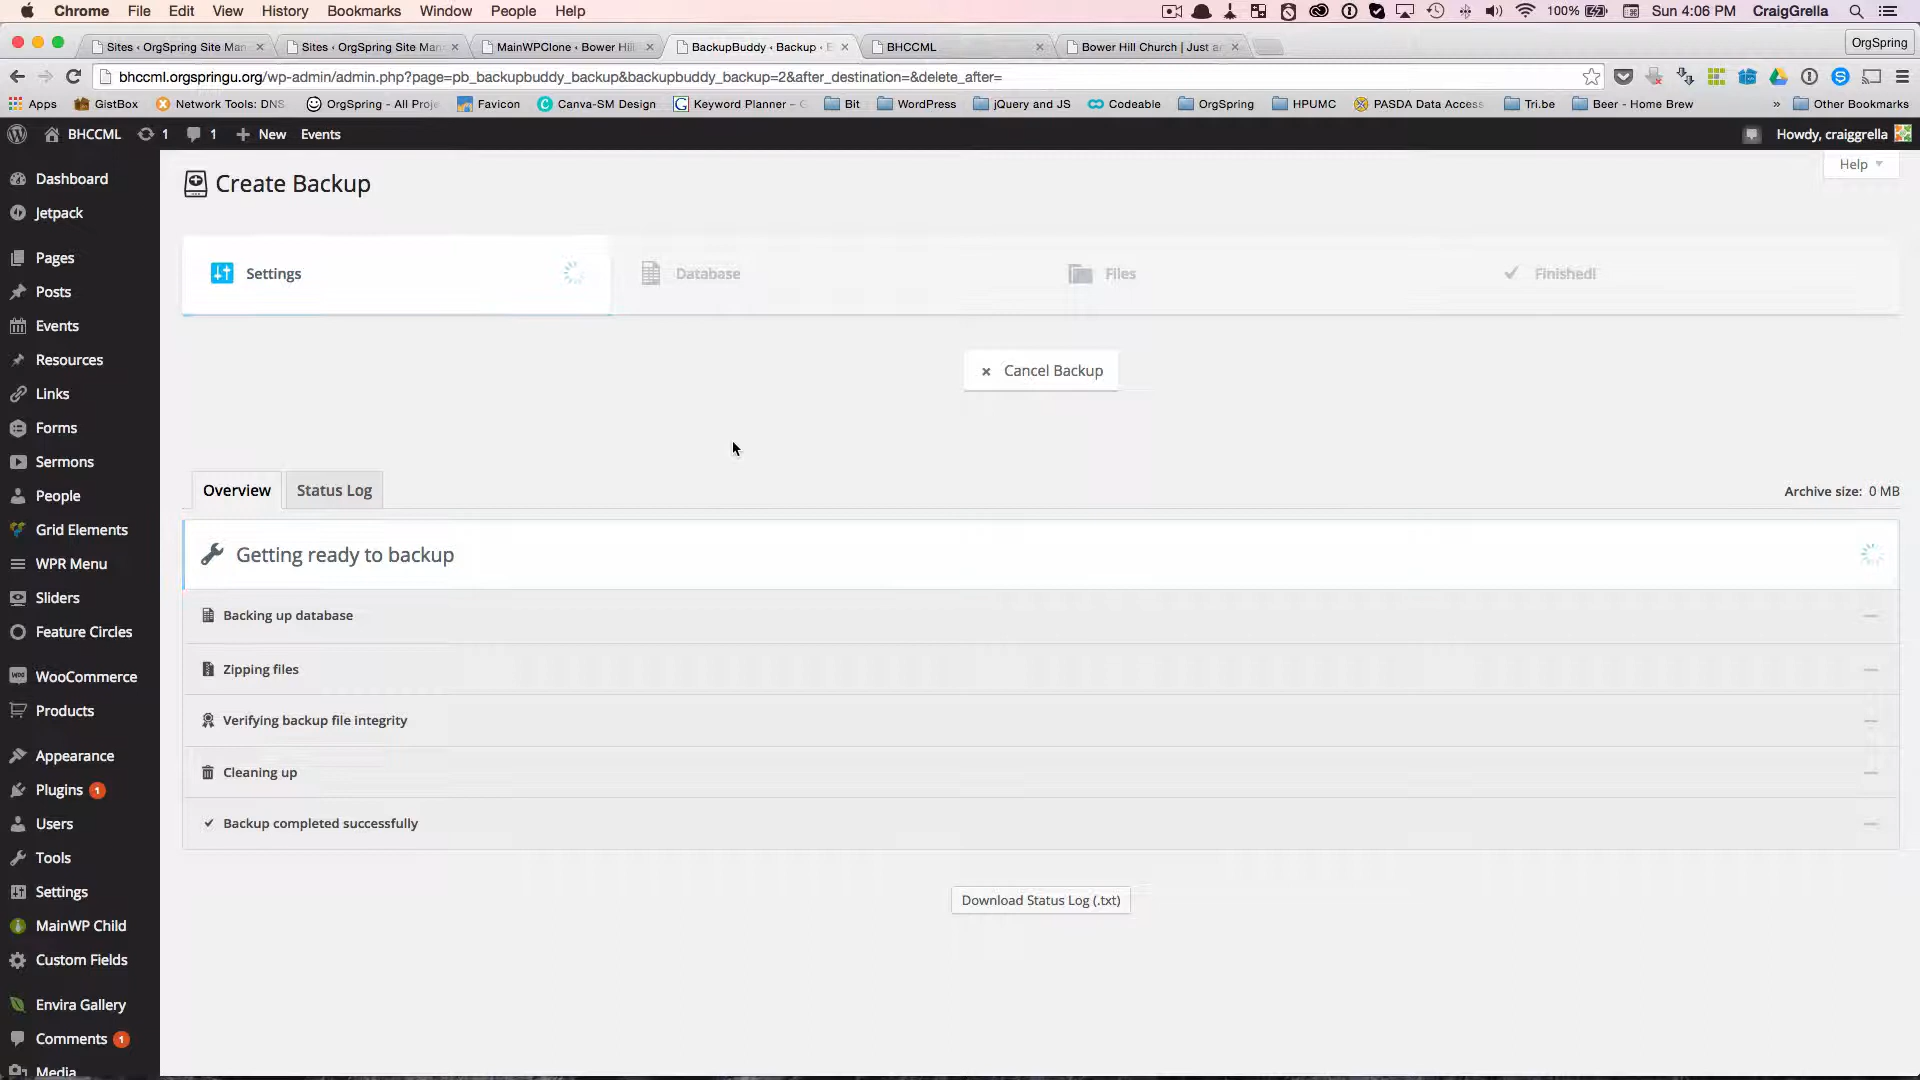 Chrome File Edit View History Bookmarks Window People Help 100% Sun 4:06 PM CraigGrella
Sites ‹ OrgSpring Site Man Sites ‹ OrgSpring Site Man MainWPClone ‹ Bower Hil BackupBuddy ‹ Backup ‹ BHCCML Bower Hill Church | Just a OrgSpring
bhccml.orgspringu.org/wp-admin/admin.php?page=pb_backupbuddy_backup&backupbuddy_backup=2&after_destination=&delete_after=
Apps GistBox Network Tools: DNS OrgSpring - All Proje Favicon Canva-SM Design Keyword Planner – Bit WordPress jQuery and JS Codeable OrgSpring HPUMC PASDA Data Access Tri.be Beer - Home Brew » Other Bookmarks
BHCCML 1 1 New Events Howdy, craiggrella
Help
Create Backup
Settings Database Files Finished!
Cancel Backup
Overview Status Log Archive size: 0 MB
Getting ready to backup
Backing up database
Zipping files
Verifying backup file integrity
Cleaning up
Backup completed successfully
Download Status Log (.txt)
Dashboard
Jetpack
Pages
Posts
Events
Resources
Links
Forms
Sermons
People
Grid Elements
WPR Menu
Sliders
Feature Circles
WooCommerce
Products
Appearance
Plugins 1
Users
Tools
Settings
MainWP Child
Custom Fields
Envira Gallery
Comments 1
Media